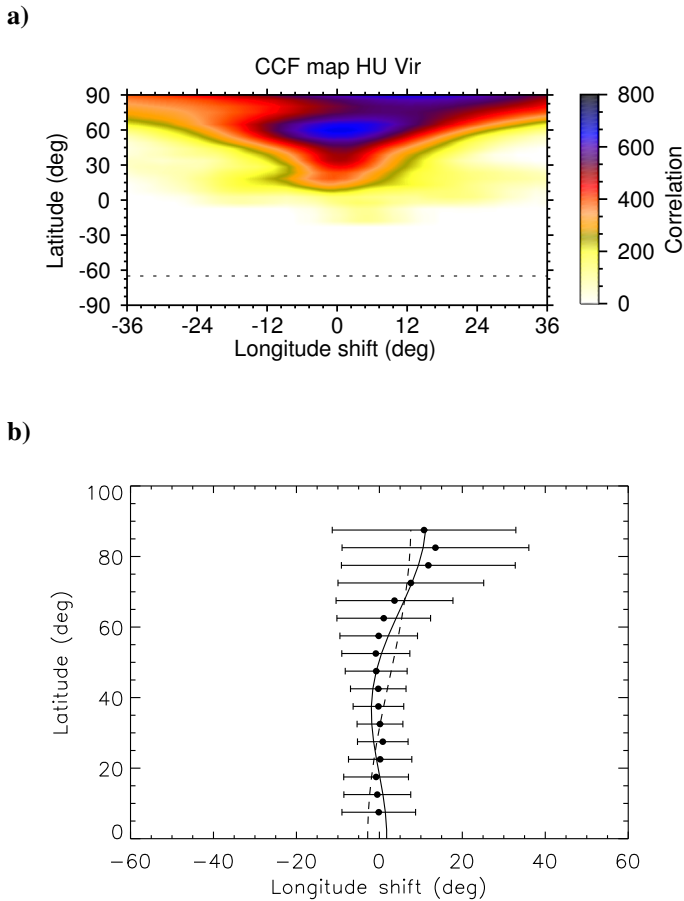 a)
CCF map HU Vir
90
60
30
0
-30
-60
-90
Latitude (deg)
-36 -24 -12 0 12 24 36
Longitude shift (deg)
800
600
400
200
0
Correlation
b)
100
80
60
40
20
0
Latitude (deg)
−60 −40 −20 0 20 40 60
Longitude shift (deg)